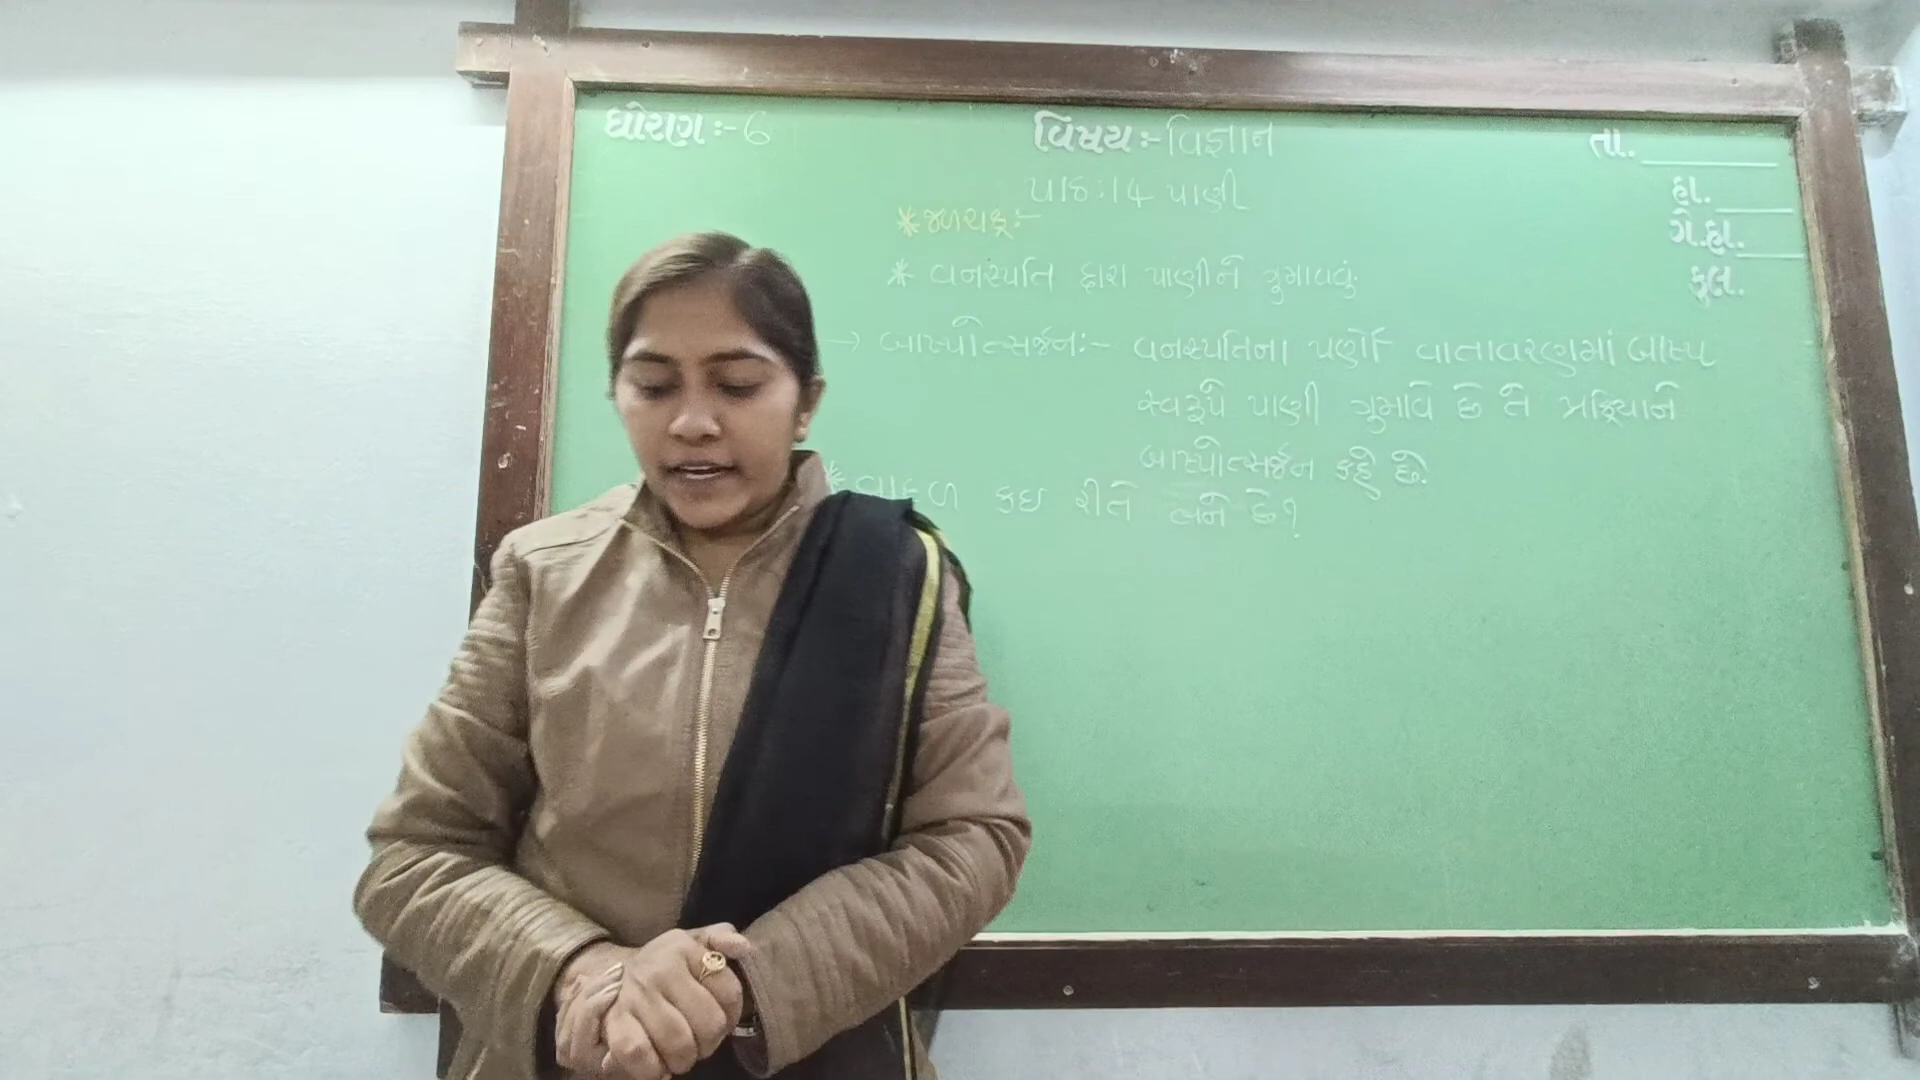 ધોરણ :- 6
વિષય :- વિજ્ઞાન
તા.
પાઠ : 14 પાણી
હા.
* જળચક્ર :-
ગે.હા.
* વનસ્પતિ દ્વારા પાણીને ગુમાવવું.
કુલ.
→ બાષ્પોત્સર્જન :- વનસ્પતિના પર્ણો વાતાવરણમાં બાષ્પ
સ્વરૂપે પાણી ગુમાવે છે તે પ્રક્રિયાને
બાષ્પોત્સર્જન કહે છે.
* વાદળ કઇ રીતે બને છે?